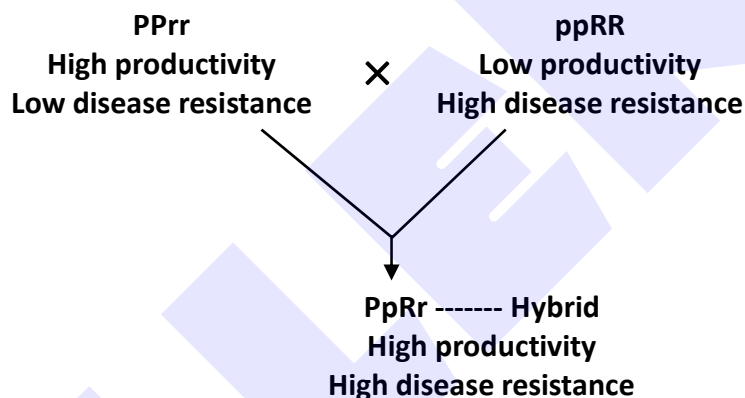 PPrr
High productivity
Low disease resistance
×
ppRR
Low productivity
High disease resistance
PpRr ------- Hybrid
High productivity
High disease resistance